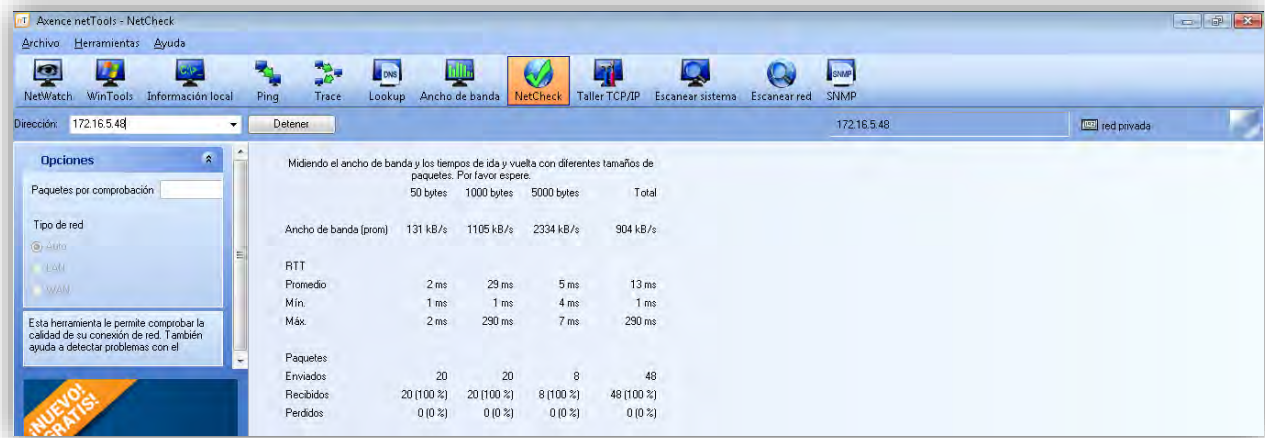 Axence netTools - NetCheck
Archivo Herramientas Ayuda
NetWatch WinTools Información local Ping Trace Lookup Ancho de banda NetCheck Taller TCP/IP Escanear sistema Escanear red SNMP
Dirección: 172.16.5.48 Detener 172.16.5.48 red privada
Opciones
Paquetes por comprobación
Tipo de red
Auto
LAN
WAN
Esta herramienta le permite comprobar la
calidad de su conexión de red. También
ayuda a detectar problemas con el
¡NUEVO!
GRATIS!
Midiendo el ancho de banda y los tiempos de ida y vuelta con diferentes tamaños de
paquetes. Por favor espere.
50 bytes 1000 bytes 5000 bytes Total
Ancho de banda (prom) 131 kB/s 1105 kB/s 2334 kB/s 904 kB/s
RTT
Promedio 2 ms 29 ms 5 ms 13 ms
Mín. 1 ms 1 ms 4 ms 1 ms
Máx. 2 ms 290 ms 7 ms 290 ms
Paquetes
Enviados 20 20 8 48
Recibidos 20 (100 %) 20 (100 %) 8 (100 %) 48 (100 %)
Perdidos 0 (0 %) 0 (0 %) 0 (0 %) 0 (0 %)